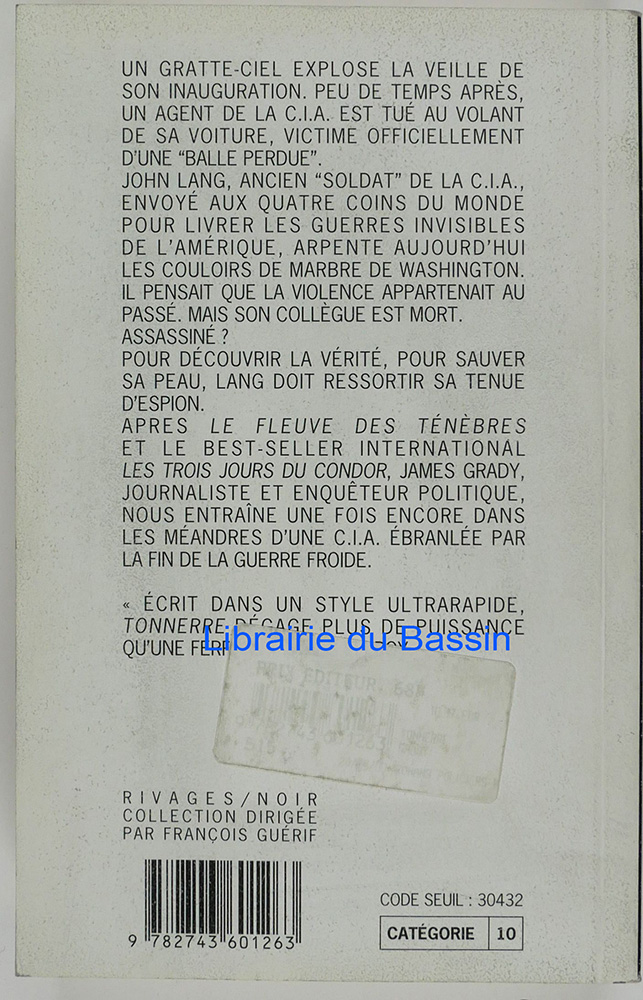 UN GRATTE-CIEL EXPLOSE LA VEILLE DE
SON INAUGURATION. PEU DE TEMPS APRÈS,
UN AGENT DE LA C.I.A. EST TUÉ AU VOLANT
DE SA VOITURE, VICTIME OFFICIELLEMENT
D'UNE “BALLE PERDUE”.
JOHN LANG, ANCIEN “SOLDAT” DE LA C.I.A.,
ENVOYÉ AUX QUATRE COINS DU MONDE
POUR LIVRER LES GUERRES INVISIBLES
DE L'AMÉRIQUE, ARPENTE AUJOURD'HUI
LES COULOIRS DE MARBRE DE WASHINGTON.
IL PENSAIT QUE LA VIOLENCE APPARTENAIT AU
PASSÉ. MAIS SON COLLÈGUE EST MORT.
ASSASSINÉ ?
POUR DÉCOUVRIR LA VÉRITÉ, POUR SAUVER
SA PEAU, LANG DOIT RESSORTIR SA TENUE
D'ESPION.
APRES LE FLEUVE DES TÉNÈBRES
ET LE BEST-SELLER INTERNATIONAL
LES TROIS JOURS DU CONDOR, JAMES GRADY,
JOURNALISTE ET ENQUÊTEUR POLITIQUE,
NOUS ENTRAÎNE UNE FOIS ENCORE DANS
LES MÉANDRES D'UNE C.I.A. ÉBRANLÉE PAR
LA FIN DE LA GUERRE FROIDE.
« ÉCRIT DANS UN STYLE ULTRARAPIDE,
TONNERRE DÉGAGE PLUS DE PUISSANCE
Librairie du Bassin
QU'UNE
PRIX EDITEUR
RIVAGES/NOIR
COLLECTION DIRIGÉE
PAR FRANÇOIS GUÉRIF
CODE SEUIL : 30432
CATÉGORIE 10
9 782743 601263